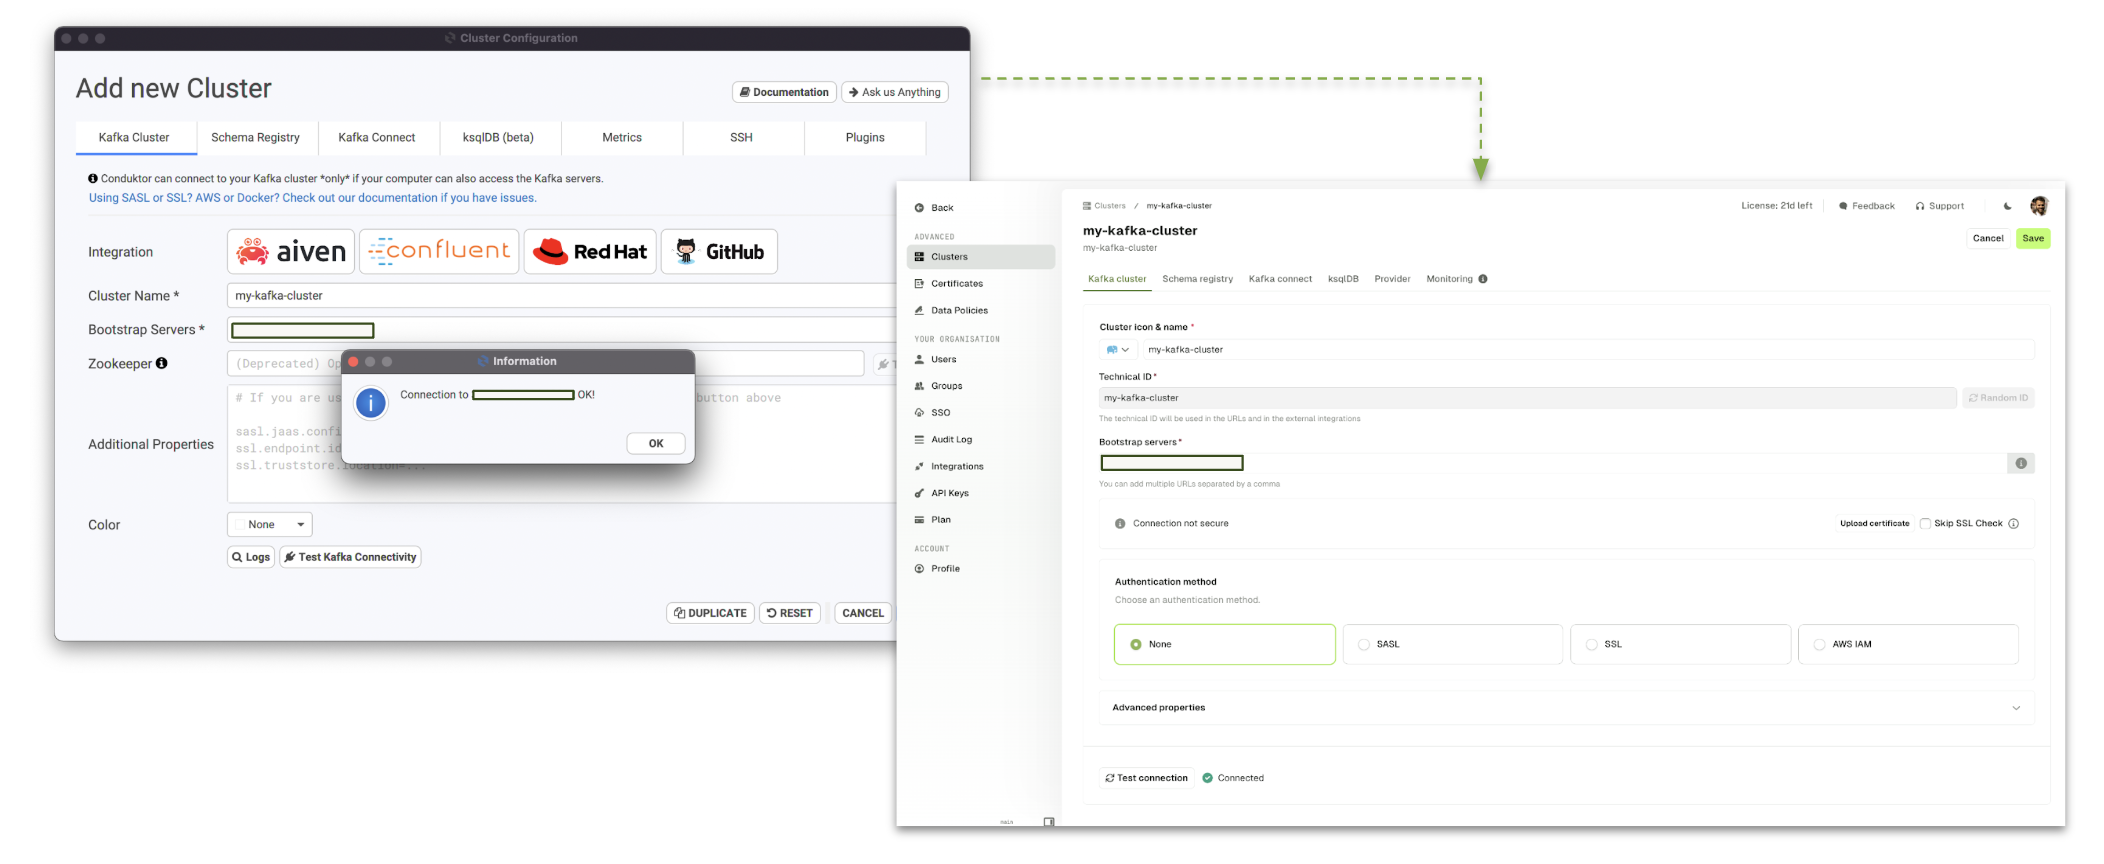 Cluster Configuration
Add new Cluster
Documentation
Ask us Anything
Kafka Cluster
Schema Registry
Kafka Connect
ksqlDB (beta)
Metrics
SSH
Plugins
Conduktor can connect to your Kafka cluster *only* if your computer can also access the Kafka servers.
Using SASL or SSL? AWS or Docker? Check out our documentation if you have issues.
Integration
aiven
confluent
Red Hat
GitHub
Cluster Name *
my-kafka-cluster
Bootstrap Servers *
Zookeeper
(Deprecated) Op
Information
Connection to
OK!
OK
# If you are us
button above
Additional Properties
sasl.jaas.confi
ssl.endpoint.id
ssl.truststore.location=...
Color
None
Logs
Test Kafka Connectivity
DUPLICATE
RESET
CANCEL
Back
ADVANCED
Clusters
Certificates
Data Policies
YOUR ORGANISATION
Users
Groups
SSO
Audit Log
Integrations
API Keys
Plan
ACCOUNT
Profile
main
Clusters / my-kafka-cluster
License: 21d left
Feedback
Support
my-kafka-cluster
my-kafka-cluster
Cancel
Save
Kafka cluster
Schema registry
Kafka connect
ksqlDB
Provider
Monitoring
Cluster icon & name *
my-kafka-cluster
Technical ID *
my-kafka-cluster
Random ID
The technical ID will be used in the URLs and in the external integrations
Bootstrap servers *
You can add multiple URLs separated by a comma
Connection not secure
Upload certificate
Skip SSL Check
Authentication method
Choose an authentication method.
None
SASL
SSL
AWS IAM
Advanced properties
Test connection
Connected